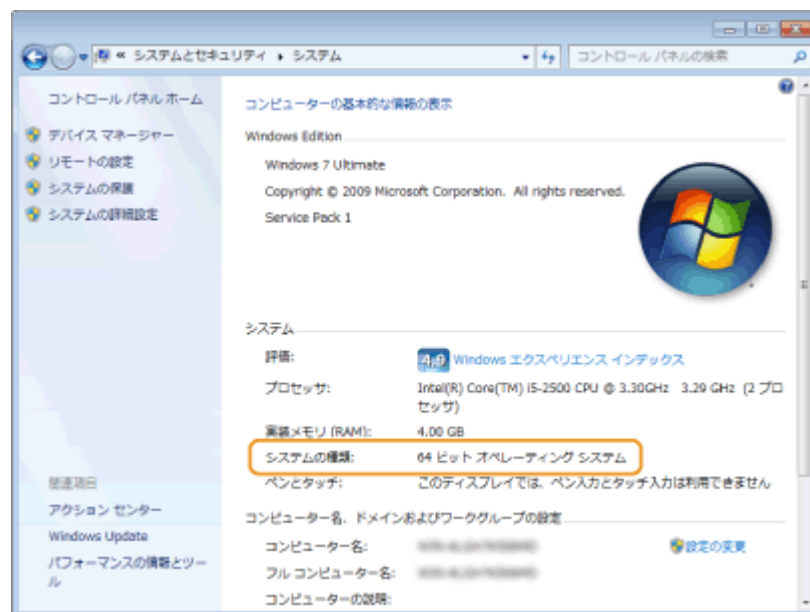 « システムとセキュリティ ▸ システム
コントロール パネルの検索
コントロール パネル ホーム
デバイス マネージャー
リモートの設定
システムの保護
システムの詳細設定
関連項目
アクション センター
Windows Update
パフォーマンスの情報とツー
ル
コンピューターの基本的な情報の表示
Windows Edition
Windows 7 Ultimate
Copyright © 2009 Microsoft Corporation. All rights reserved.
Service Pack 1
システム
評価: 4,9 Windows エクスペリエンス インデックス
プロセッサ: Intel(R) Core(TM) i5-2500 CPU @ 3.30GHz 3.29 GHz (2 プロ
セッサ)
実装メモリ (RAM): 4.00 GB
システムの種類: 64 ビット オペレーティング システム
ペンとタッチ: このディスプレイでは、ペン入力とタッチ入力は利用できません
コンピューター名、ドメインおよびワークグループの設定
コンピューター名:
設定の変更
フル コンピューター名:
コンピューターの説明: